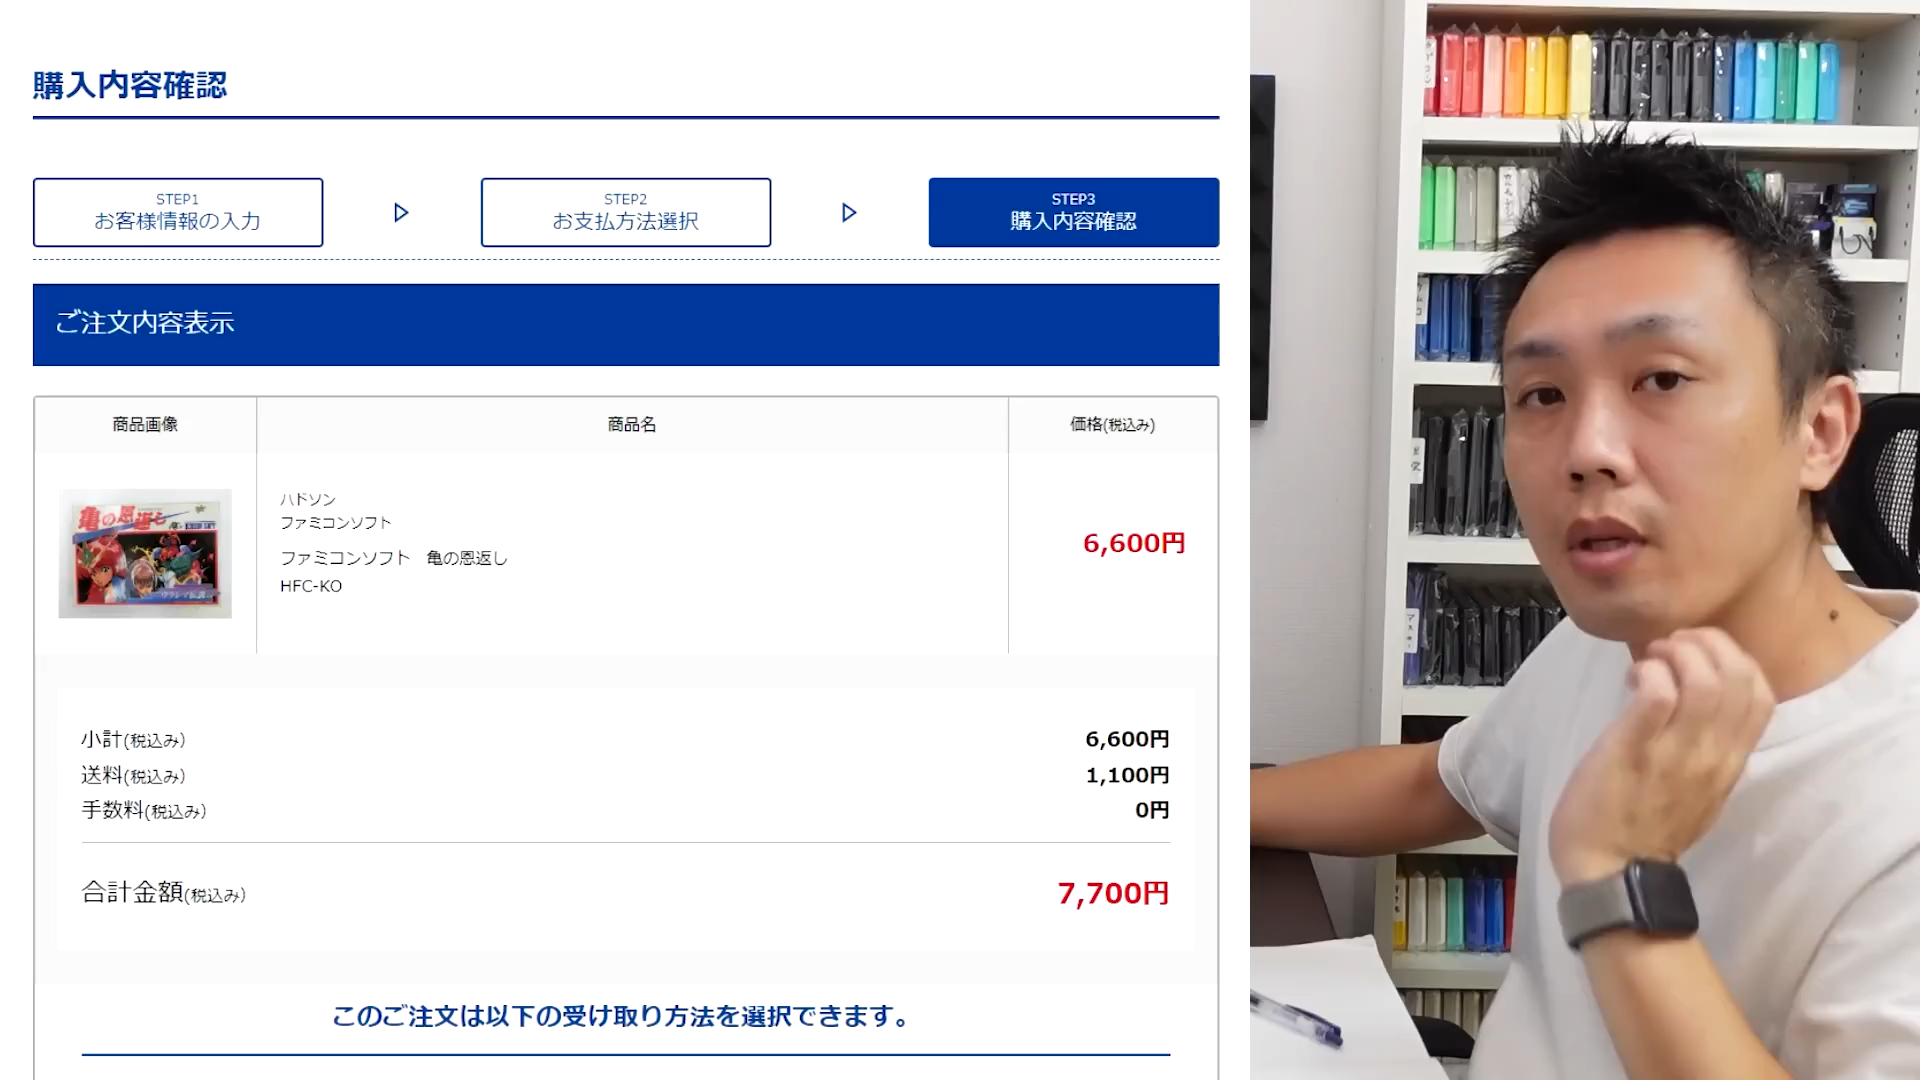 購入内容確認
STEP1
お客様情報の入力
STEP2
お支払方法選択
STEP3
購入内容確認
ご注文内容表示
商品画像
商品名
価格(税込み)
亀の恩返し
ハドソン
ファミコンソフト
ファミコンソフト 亀の恩返し
HFC-KO
6,600円
小計(税込み)
6,600円
送料(税込み)
1,100円
手数料(税込み)
0円
合計金額(税込み)
7,700円
このご注文は以下の受け取り方法を選択できます。